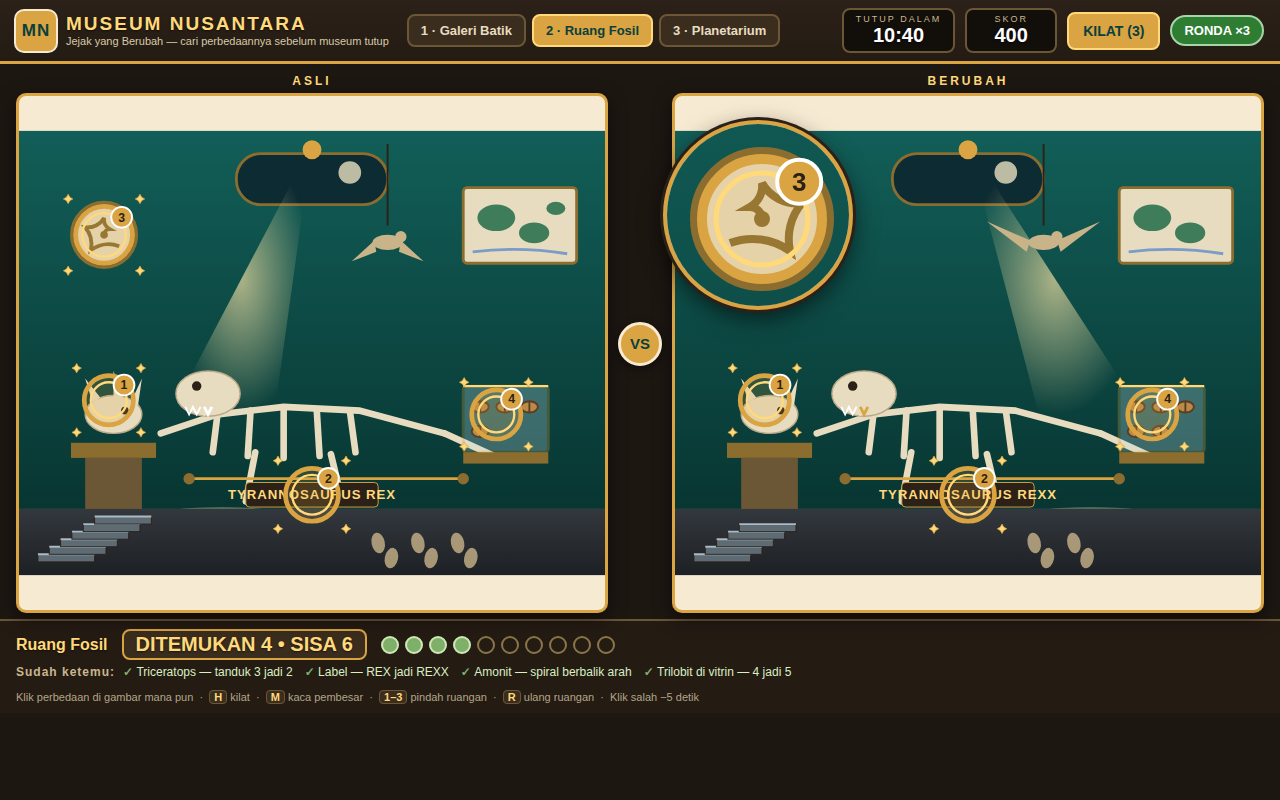 MN
MUSEUM NUSANTARA
Jejak yang Berubah — cari perbedaannya sebelum museum tutup
1 · Galeri Batik
2 · Ruang Fosil
3 · Planetarium
TUTUP DALAM
10:40
SKOR
400
KILAT (3)
RONDA ×3
ASLI
BERUBAH
3
3
VS
1
4
1
4
2
2
TYRANNOSAURUS REX
TYRANNOSAURUS REXX
Ruang Fosil
DITEMUKAN 4 • SISA 6
Sudah ketemu: ✓ Triceratops — tanduk 3 jadi 2 ✓ Label — REX jadi REXX ✓ Amonit — spiral berbalik arah ✓ Trilobit di vitrin — 4 jadi 5
Klik perbedaan di gambar mana pun · H kilat · M kaca pembesar · 1–3 pindah ruangan · R ulang ruangan · Klik salah −5 detik